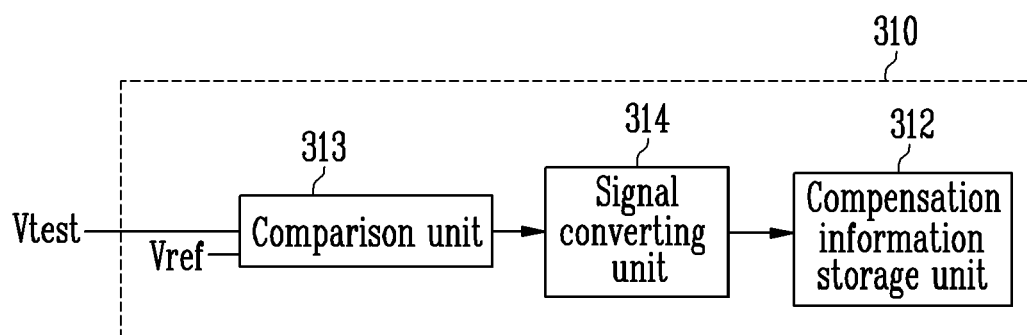 310
313
314
312
Vtest
Vref
Comparison unit
Signal
converting
unit
Compensation
information
storage unit